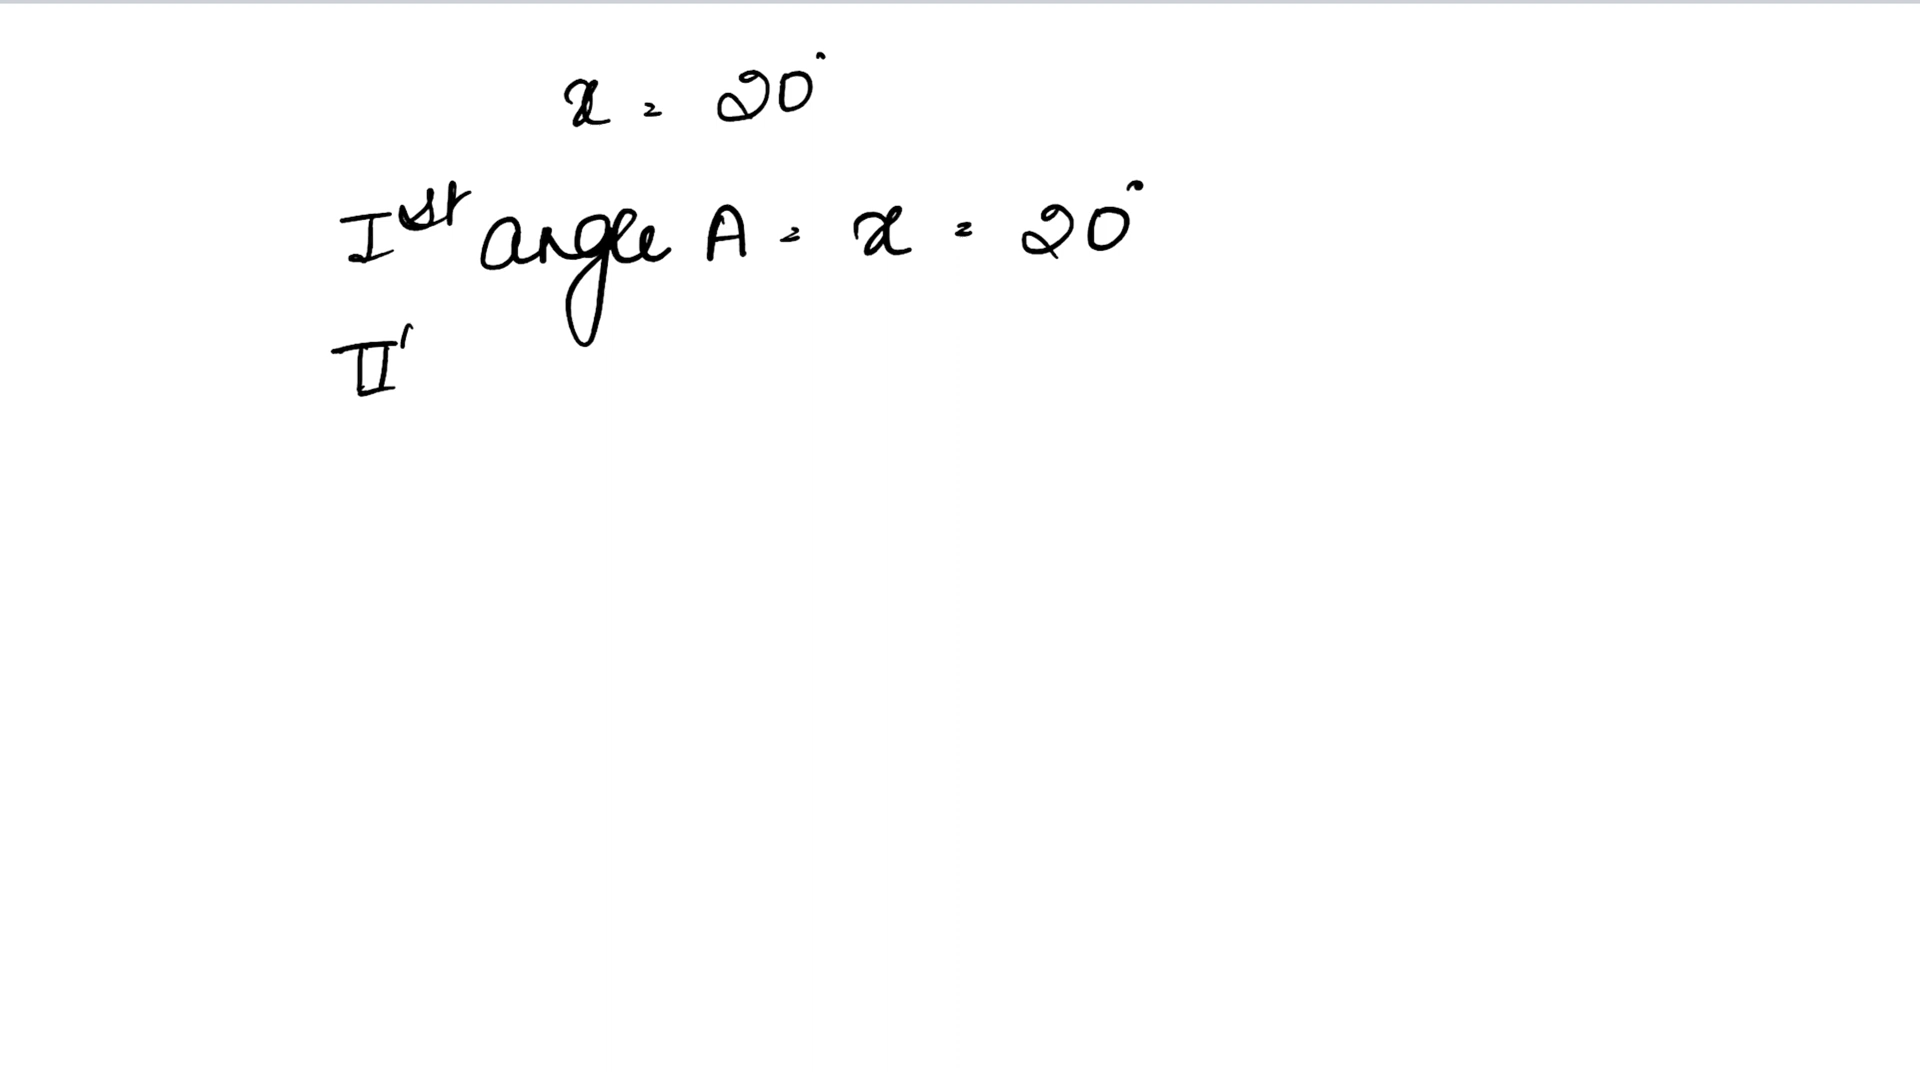 x = 20°
Ist angle A = x = 20°
II